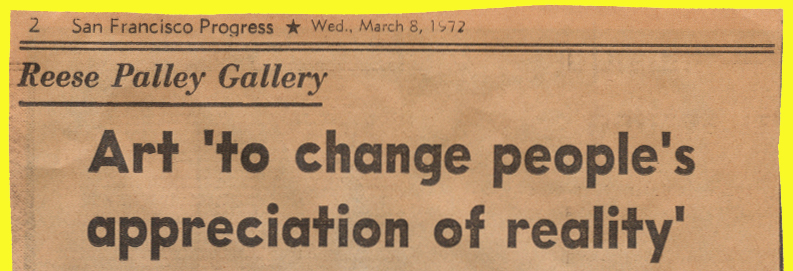 2 San Francisco Progress ★ Wed., March 8, 1972
Reese Palley Gallery
Art 'to change people's
appreciation of reality'